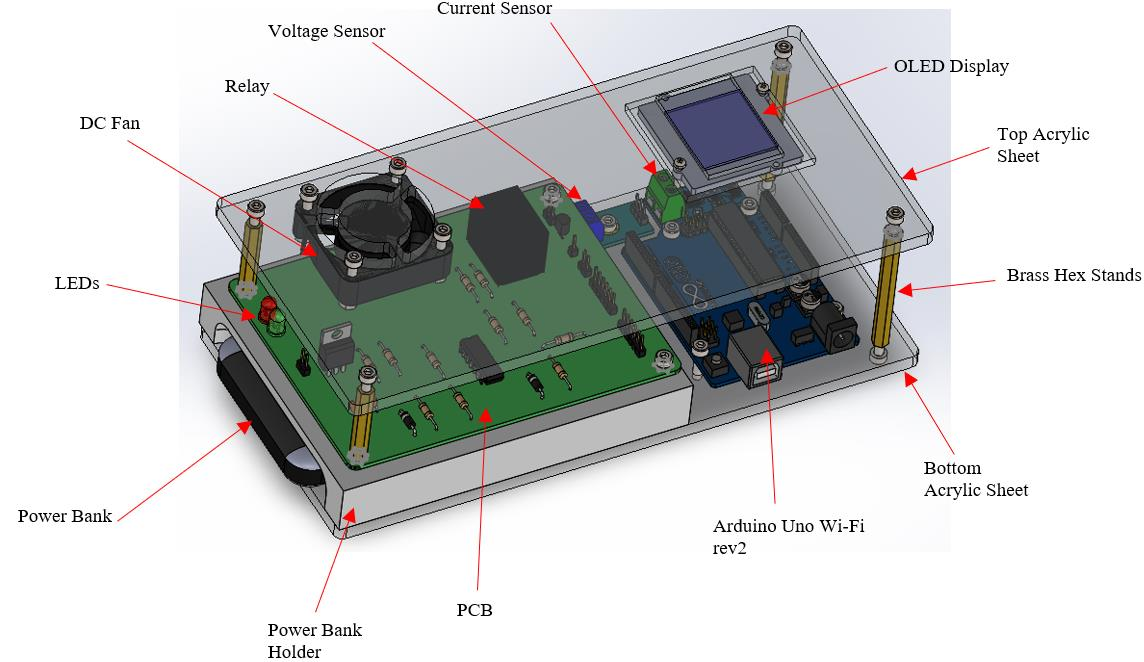 Current Sensor
Voltage Sensor
OLED Display
Relay
DC Fan
Top Acrylic
Sheet
Brass Hex Stands
LEDs
Bottom
Acrylic Sheet
Power Bank
Arduino Uno Wi-Fi
rev2
PCB
Power Bank
Holder